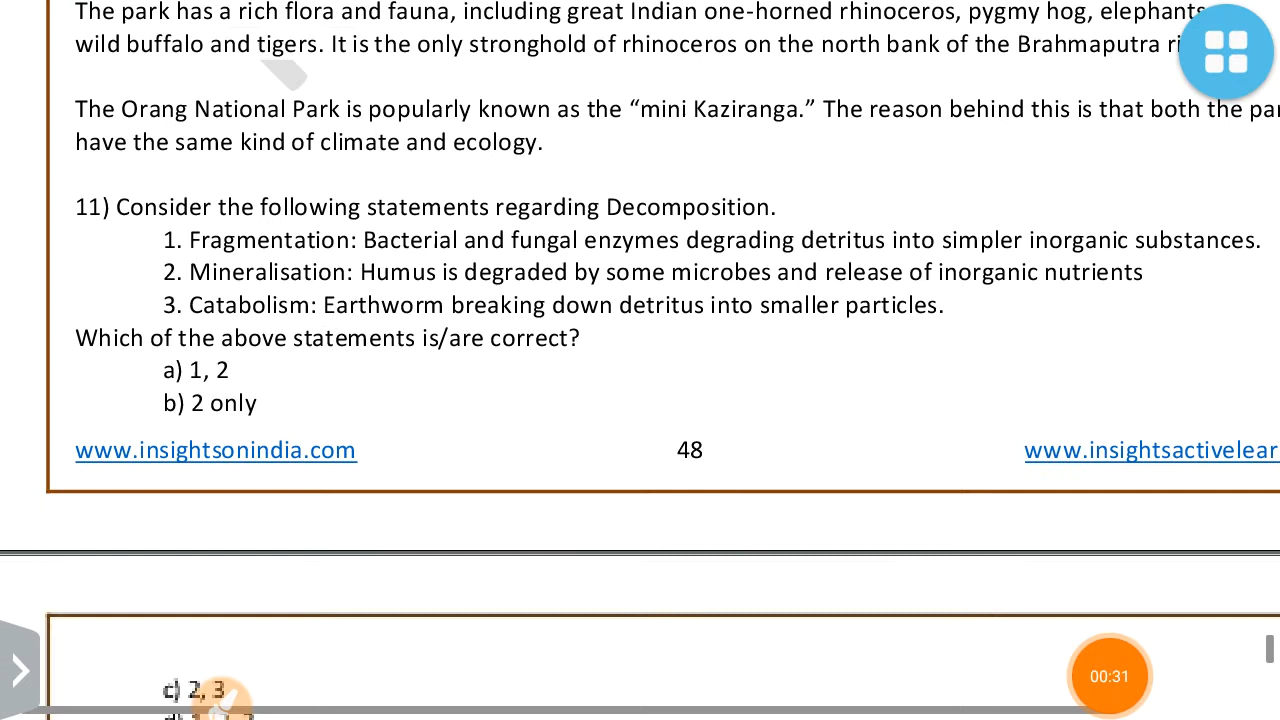 The park has a rich flora and fauna, including great Indian one-horned rhinoceros, pygmy hog, elephants
wild buffalo and tigers. It is the only stronghold of rhinoceros on the north bank of the Brahmaputra
The Orang National Park is popularly known as the “mini Kaziranga.” The reason behind this is that both the
have the same kind of climate and ecology.
11) Consider the following statements regarding Decomposition.
1. Fragmentation: Bacterial and fungal enzymes degrading detritus into simpler inorganic substances.
2. Mineralisation: Humus is degraded by some microbes and release of inorganic nutrients
3. Catabolism: Earthworm breaking down detritus into smaller particles.
Which of the above statements is/are correct?
a) 1, 2
b) 2 only
www.insightsonindia.com 48 www.insightsactivelear
c) 2, 3
00:31